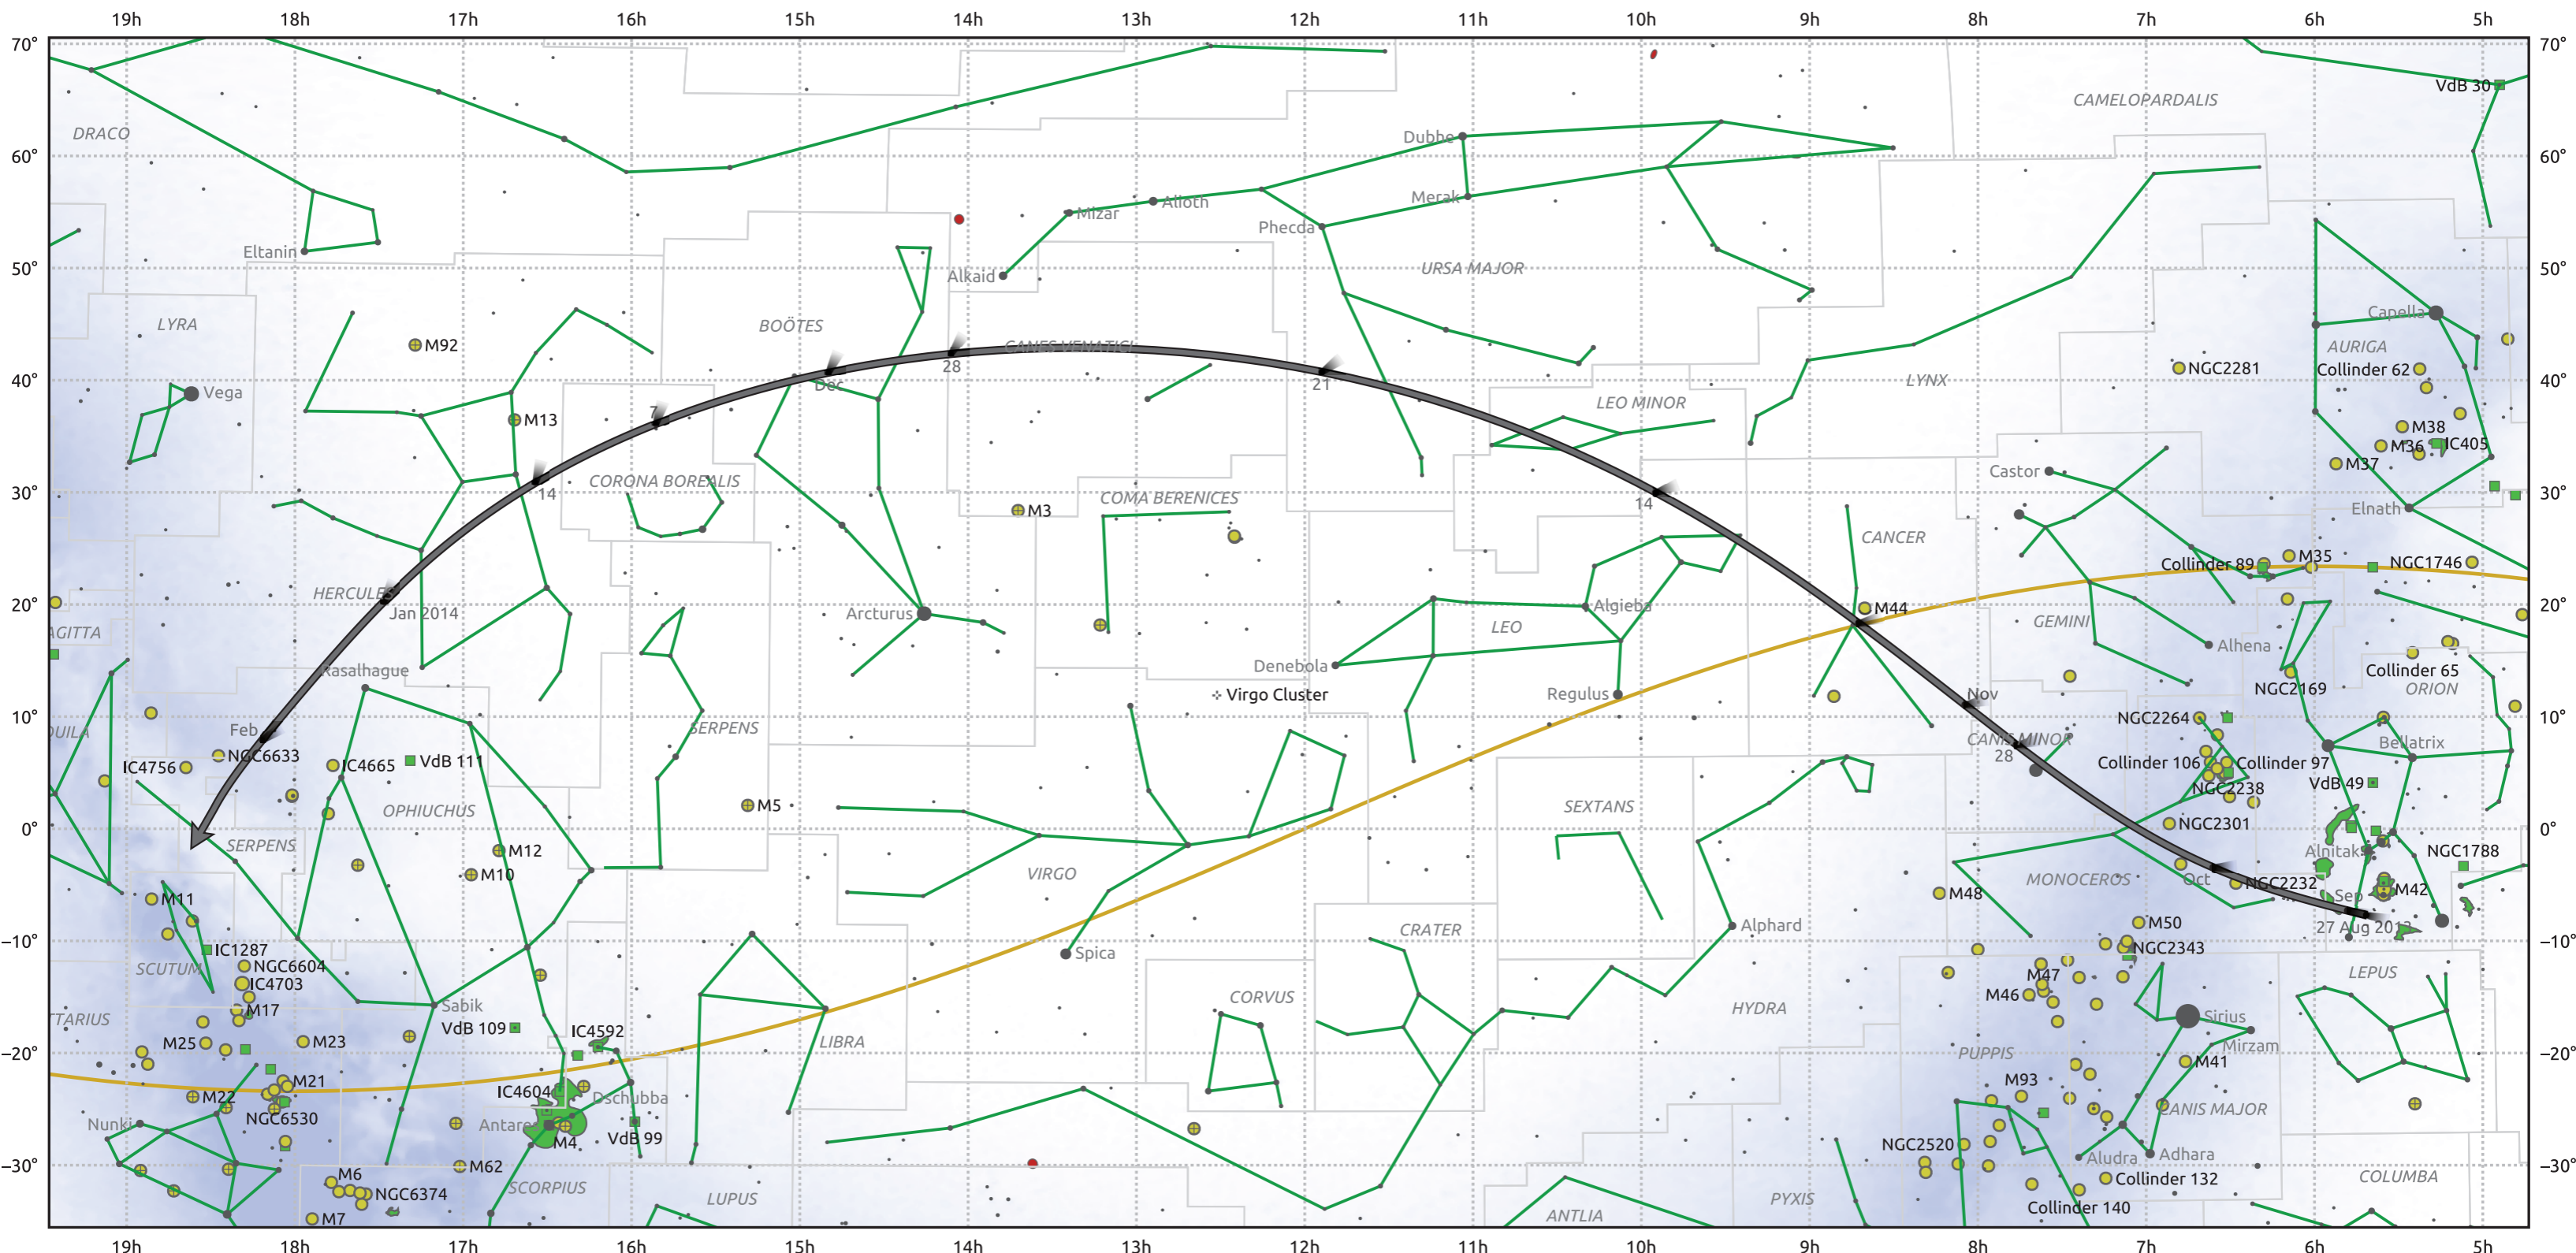 19h 18h 17h 16h 15h 14h 13h 12h 11h 10h 9h 8h 7h 6h 5h
70° 70°
VdB 30
CAMELOPARDALIS
DRACO
Dubhe
60° 60°
Merak
Alioth
Mizar
Phecda
Eltanin
50° 50°
URSA MAJOR
Alkaid
Capella
LYRA
BOÖTES
M92
CANES VENATICI
AURIGA
28
NGC2281
Collinder 62
40° 40°
Dec
21
LYNX
Vega
LEO MINOR
7
M13
M38
M36
IC405
M37
Castor
CORONA BOREALIS
30° 30°
14
COMA BERENICES
14
M3
Elnath
CANCER
M35
Collinder 89
NGC1746
HERCULES
20° 20°
Jan 2014
Arcturus
Algieba
M44
AGITTA
LEO
GEMINI
Alhena
Rasalhague
Denebola
Collinder 65
Virgo Cluster
Regulus
Nov
NGC2169
ORION
10° 10°
Feb
QUILA
SERPENS
NGC2264
CANIS MINOR
Bellatrix
NGC6633
28
IC4756
IC4665
VdB 111
Collinder 106
Collinder 97
VdB 49
NGC2238
OPHIUCHUS
M5
SEXTANS
0° 0°
NGC2301
SERPENS
M12
Alnitak
NGC1788
M10
VIRGO
MONOCEROS
Oct
NGC2232
M42
M11
M48
Sep
CRATER
Alphard
M50
27 Aug 2013
−10° −10°
IC1287
Spica
NGC2343
SCUTUM
NGC6604
LEPUS
IC4703
M47
M46
CORVUS
Sabik
M17
HYDRA
TTARIUS
VdB 109
IC4592
Sirius
M25
M23
LIBRA
Mirzam
−20° −20°
PUPPIS
M41
M21
M93
M22
IC4604
Dschubba
NGC6530
CANIS MAJOR
Nunki
Antares
VdB 99
M4
NGC2520
Adhara
Aludra
−30° −30°
M62
M6
Collinder 132
COLUMBA
SCORPIUS
NGC6374
LUPUS
PYXIS
Collinder 140
M7
ANTLIA
19h 18h 17h 16h 15h 14h 13h 12h 11h 10h 9h 8h 7h 6h 5h